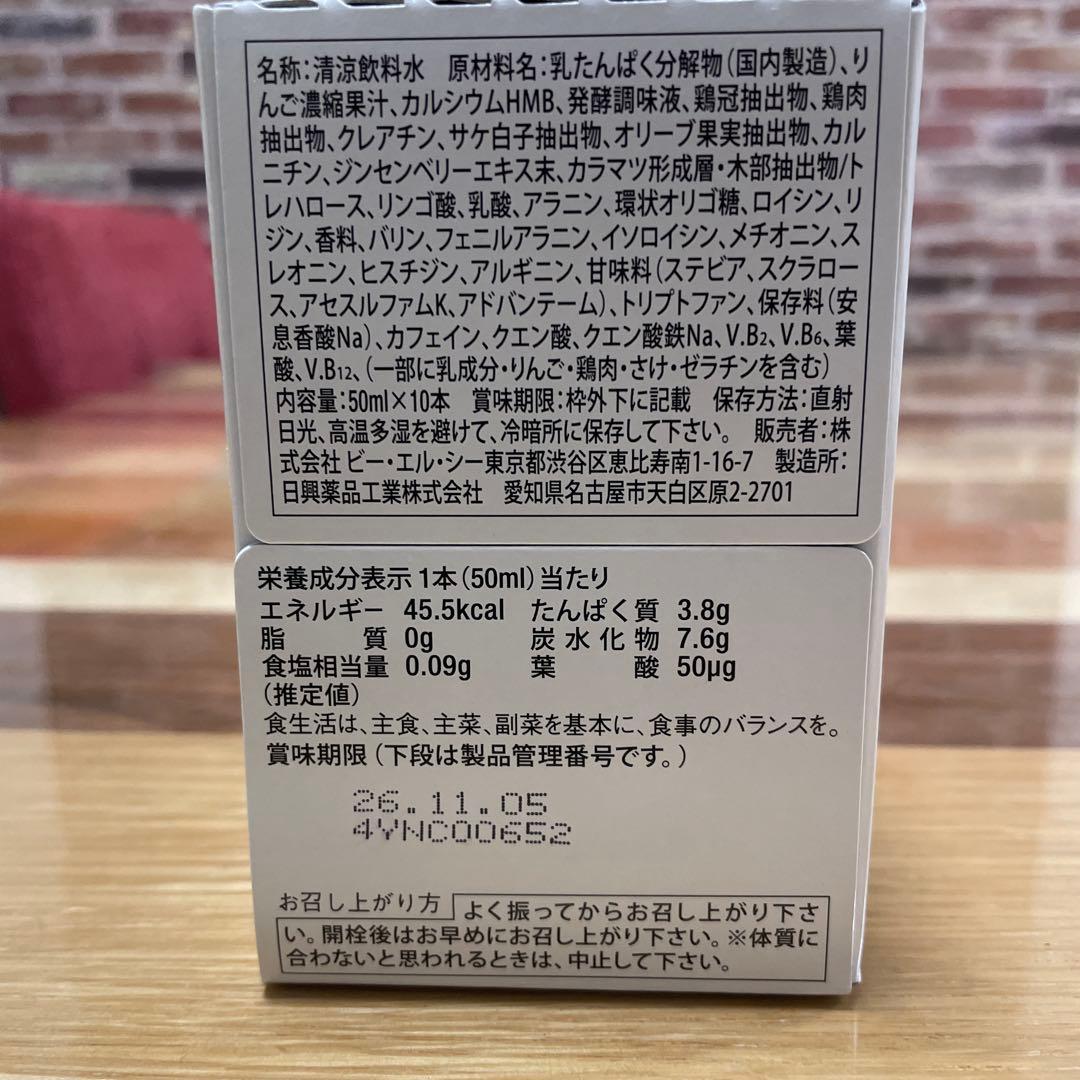 名称：清涼飲料水　原材料名：乳たんぱく分解物（国内製造）、り
んご濃縮果汁、カルシウムHMB、発酵調味液、鶏冠抽出物、鶏肉
抽出物、クレアチン、サケ白子抽出物、オリーブ果実抽出物、カル
ニチン、ジンセンベリーエキス末、カラマツ形成層・木部抽出物/ト
レハロース、リンゴ酸、乳酸、アラニン、環状オリゴ糖、ロイシン、リ
ジン、香料、バリン、フェニルアラニン、イソロイシン、メチオニン、ス
レオニン、ヒスチジン、アルギニン、甘味料（ステビア、スクラロー
ス、アセスルファムK、アドバンテーム）、トリプトファン、保存料（安
息香酸Na）、カフェイン、クエン酸、クエン酸鉄Na、V.B2、V.B6、葉
酸、V.B12、（一部に乳成分・りんご・鶏肉・さけ・ゼラチンを含む）
内容量：50ml×10本　賞味期限：枠外下に記載　保存方法：直射
日光、高温多湿を避けて、冷暗所に保存して下さい。　販売者：株
式会社 ビー・エル・シー東京都渋谷区恵比寿南1-16-7　製造所：
日興薬品工業株式会社　愛知県名古屋市天白区原2-2701
栄養成分表示 1本（50ml）当たり
エネルギー 45.5kcal　たんぱく質 3.8g
脂　質 0g　炭水化物 7.6g
食塩相当量 0.09g　葉　酸 50μg
（推定値）
食生活は、主食、主菜、副菜を基本に、食事のバランスを。
賞味期限（下段は製品管理番号です。）
26.11.05
4YNC00652
お召し上がり方 よく振ってからお召し上がり下さ
い。開栓後はお早めにお召し上がり下さい。※体質に
合わないと思われるときは、中止して下さい。